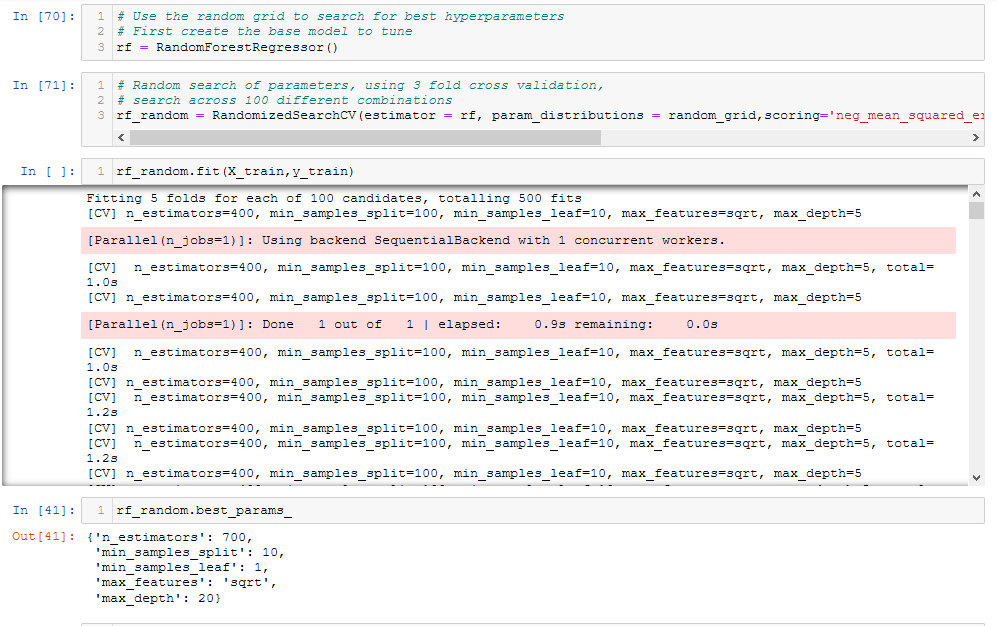 In [70]:
1 # Use the random grid to search for best hyperparameters
2 # First create the base model to tune
3 rf = RandomForestRegressor()
In [71]:
1 # Random search of parameters, using 3 fold cross validation,
2 # search across 100 different combinations
3 rf_random = RandomizedSearchCV(estimator = rf, param_distributions = random_grid,scoring='neg_mean_squared_e
In [ ]:
1 rf_random.fit(X_train,y_train)
Fitting 5 folds for each of 100 candidates, totalling 500 fits
[CV] n_estimators=400, min_samples_split=100, min_samples_leaf=10, max_features=sqrt, max_depth=5
[Parallel(n_jobs=1)]: Using backend SequentialBackend with 1 concurrent workers.
[CV]  n_estimators=400, min_samples_split=100, min_samples_leaf=10, max_features=sqrt, max_depth=5, total=
1.0s
[CV] n_estimators=400, min_samples_split=100, min_samples_leaf=10, max_features=sqrt, max_depth=5
[Parallel(n_jobs=1)]: Done   1 out of   1 | elapsed:    0.9s remaining:    0.0s
[CV]  n_estimators=400, min_samples_split=100, min_samples_leaf=10, max_features=sqrt, max_depth=5, total=
1.0s
[CV] n_estimators=400, min_samples_split=100, min_samples_leaf=10, max_features=sqrt, max_depth=5
[CV]  n_estimators=400, min_samples_split=100, min_samples_leaf=10, max_features=sqrt, max_depth=5, total=
1.2s
[CV] n_estimators=400, min_samples_split=100, min_samples_leaf=10, max_features=sqrt, max_depth=5
[CV]  n_estimators=400, min_samples_split=100, min_samples_leaf=10, max_features=sqrt, max_depth=5, total=
1.2s
[CV] n_estimators=400, min_samples_split=100, min_samples_leaf=10, max_features=sqrt, max_depth=5
In [41]:
1 rf_random.best_params_
Out[41]: {'n_estimators': 700,
'min_samples_split': 10,
'min_samples_leaf': 1,
'max_features': 'sqrt',
'max_depth': 20}